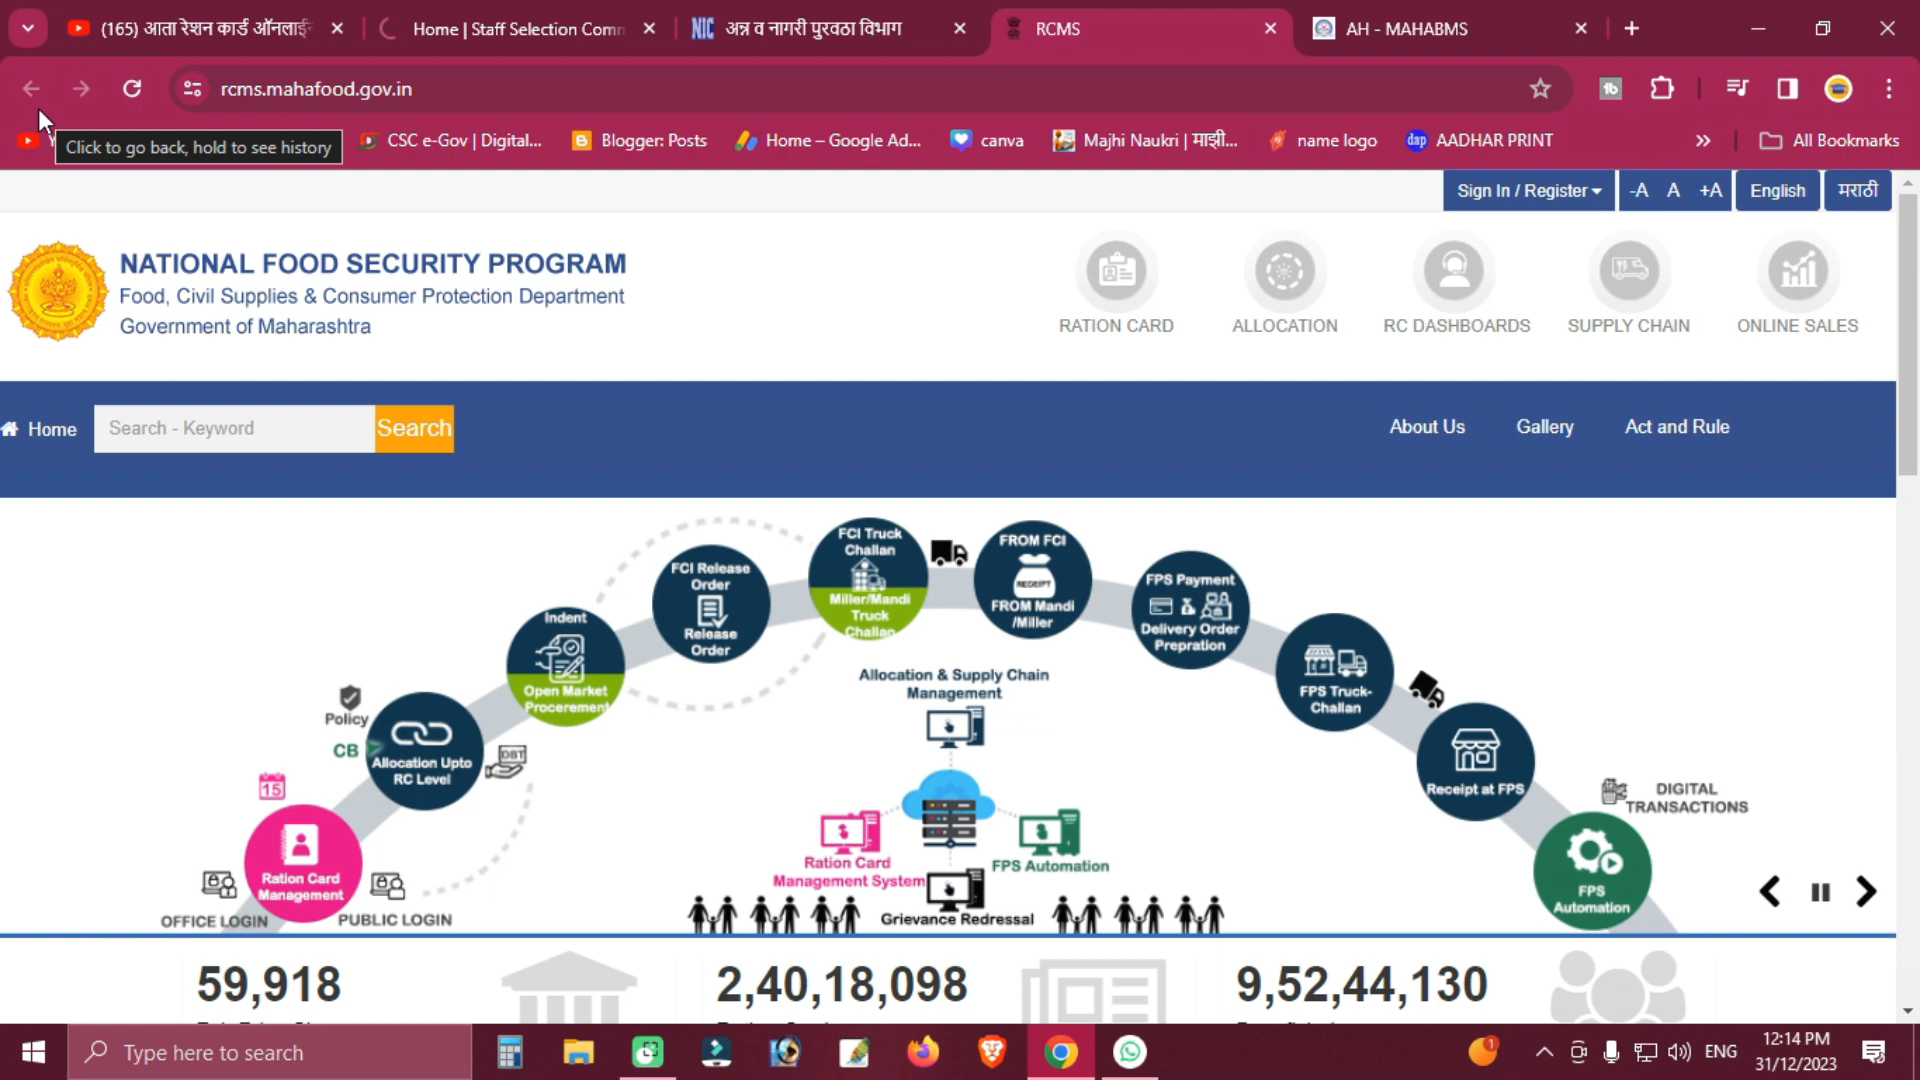 (165) आता रेशन कार्ड ऑनलाई
Home | Staff Selection Comm
NIC अन्न व नागरी पुरवठा विभाग
RCMS
AH - MAHABMS
rcms.mahafood.gov.in
Click to go back, hold to see history
CSC e-Gov | Digital...
Blogger: Posts
Home – Google Ad...
canva
Majhi Naukri | माझी...
name logo
dap AADHAR PRINT
All Bookmarks
Sign In / Register
-A A +A
English
मराठी
NATIONAL FOOD SECURITY PROGRAM
Food, Civil Supplies & Consumer Protection Department
Government of Maharashtra
RATION CARD
ALLOCATION
RC DASHBOARDS
SUPPLY CHAIN
ONLINE SALES
Home
Search - Keyword
Search
About Us
Gallery
Act and Rule
FCI Truck
Challan
Miller/Mandi
Truck
Challan
FROM FCI
RECEIPT
FROM Mandi
/Miller
FCI Release
Order
Release
Order
FPS Payment
Delivery Order
Prepration
Indent
Open Market
Procerement
Allocation & Supply Chain
Management
FPS Truck-
Challan
Policy
CB
Allocation Upto
RC Level
DBT
Receipt at FPS
15
DIGITAL
TRANSACTIONS
Ration Card
Management System
FPS Automation
Ration Card
Management
FPS
Automation
OFFICE LOGIN
PUBLIC LOGIN
Grievance Redressal
59,918
2,40,18,098
9,52,44,130
Type here to search
1
ENG
12:14 PM
31/12/2023